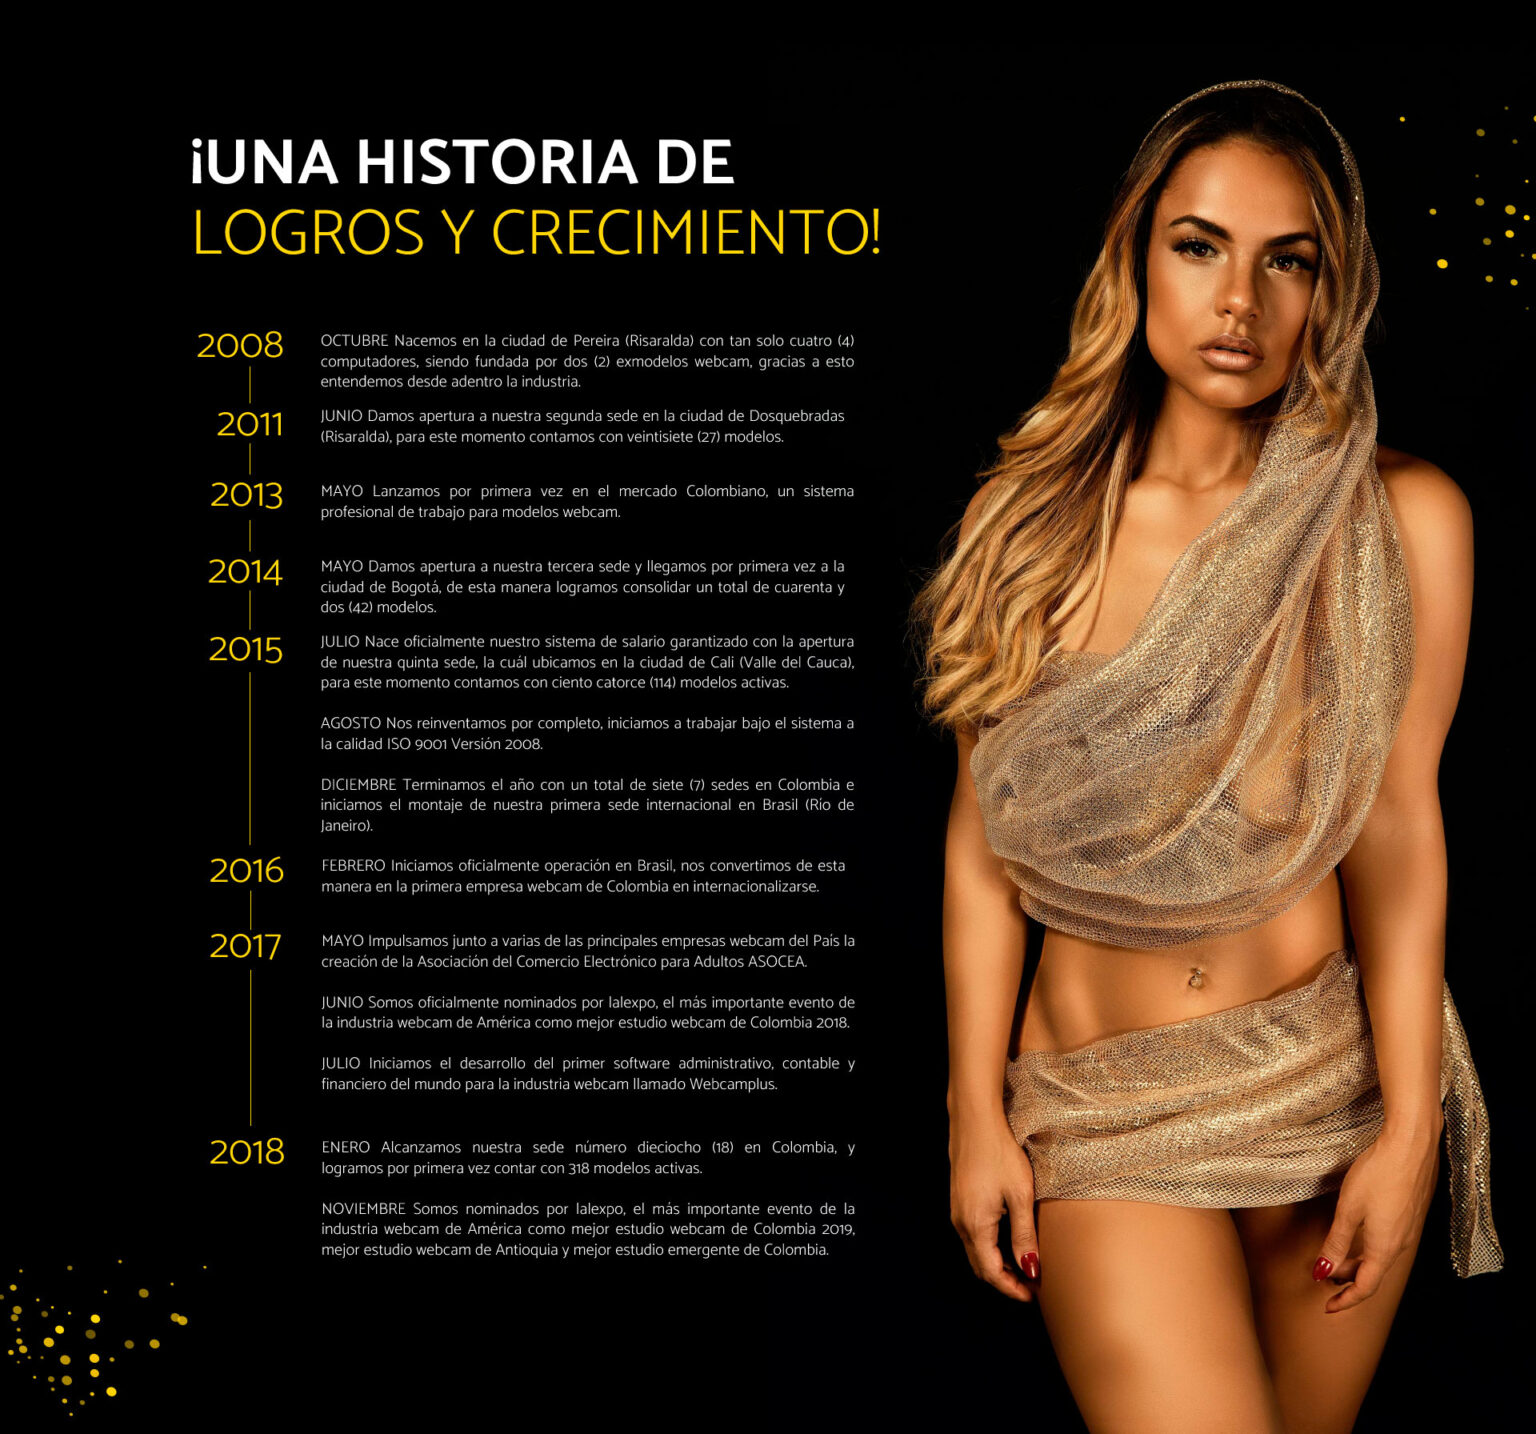 ¡UNA HISTORIA DE
LOGROS Y CRECIMIENTO!
2008
OCTUBRE Nacemos en la ciudad de Pereira (Risaralda) con tan solo cuatro (4)
computadores, siendo fundada por dos (2) exmodelos webcam, gracias a esto
entendemos desde adentro la industria.
2011
JUNIO Damos apertura a nuestra segunda sede en la ciudad de Dosquebradas
(Risaralda), para este momento contamos con veintisiete (27) modelos.
2013
MAYO Lanzamos por primera vez en el mercado Colombiano, un sistema
profesional de trabajo para modelos webcam.
2014
MAYO Damos apertura a nuestra tercera sede y llegamos por primera vez a la
ciudad de Bogotá, de esta manera logramos consolidar un total de cuarenta y
dos (42) modelos.
2015
JULIO Nace oficialmente nuestro sistema de salario garantizado con la apertura
de nuestra quinta sede, la cuál ubicamos en la ciudad de Cali (Valle del Cauca),
para este momento contamos con ciento catorce (114) modelos activas.
AGOSTO Nos reinventamos por completo, iniciamos a trabajar bajo el sistema a
la calidad ISO 9001 Versión 2008.
DICIEMBRE Terminamos el año con un total de siete (7) sedes en Colombia e
iniciamos el montaje de nuestra primera sede internacional en Brasil (Río de
Janeiro).
2016
FEBRERO Iniciamos oficialmente operación en Brasil, nos convertimos de esta
manera en la primera empresa webcam de Colombia en internacionalizarse.
2017
MAYO Impulsamos junto a varias de las principales empresas webcam del País la
creación de la Asociación del Comercio Electrónico para Adultos ASOCEA.
JUNIO Somos oficialmente nominados por lalexpo, el más importante evento de
la industria webcam de América como mejor estudio webcam de Colombia 2018.
JULIO Iniciamos el desarrollo del primer software administrativo, contable y
financiero del mundo para la industria webcam llamado Webcamplus.
2018
ENERO Alcanzamos nuestra sede número dieciocho (18) en Colombia, y
logramos por primera vez contar con 318 modelos activas.
NOVIEMBRE Somos nominados por lalexpo, el más importante evento de la
industria webcam de América como mejor estudio webcam de Colombia 2019,
mejor estudio webcam de Antioquia y mejor estudio emergente de Colombia.